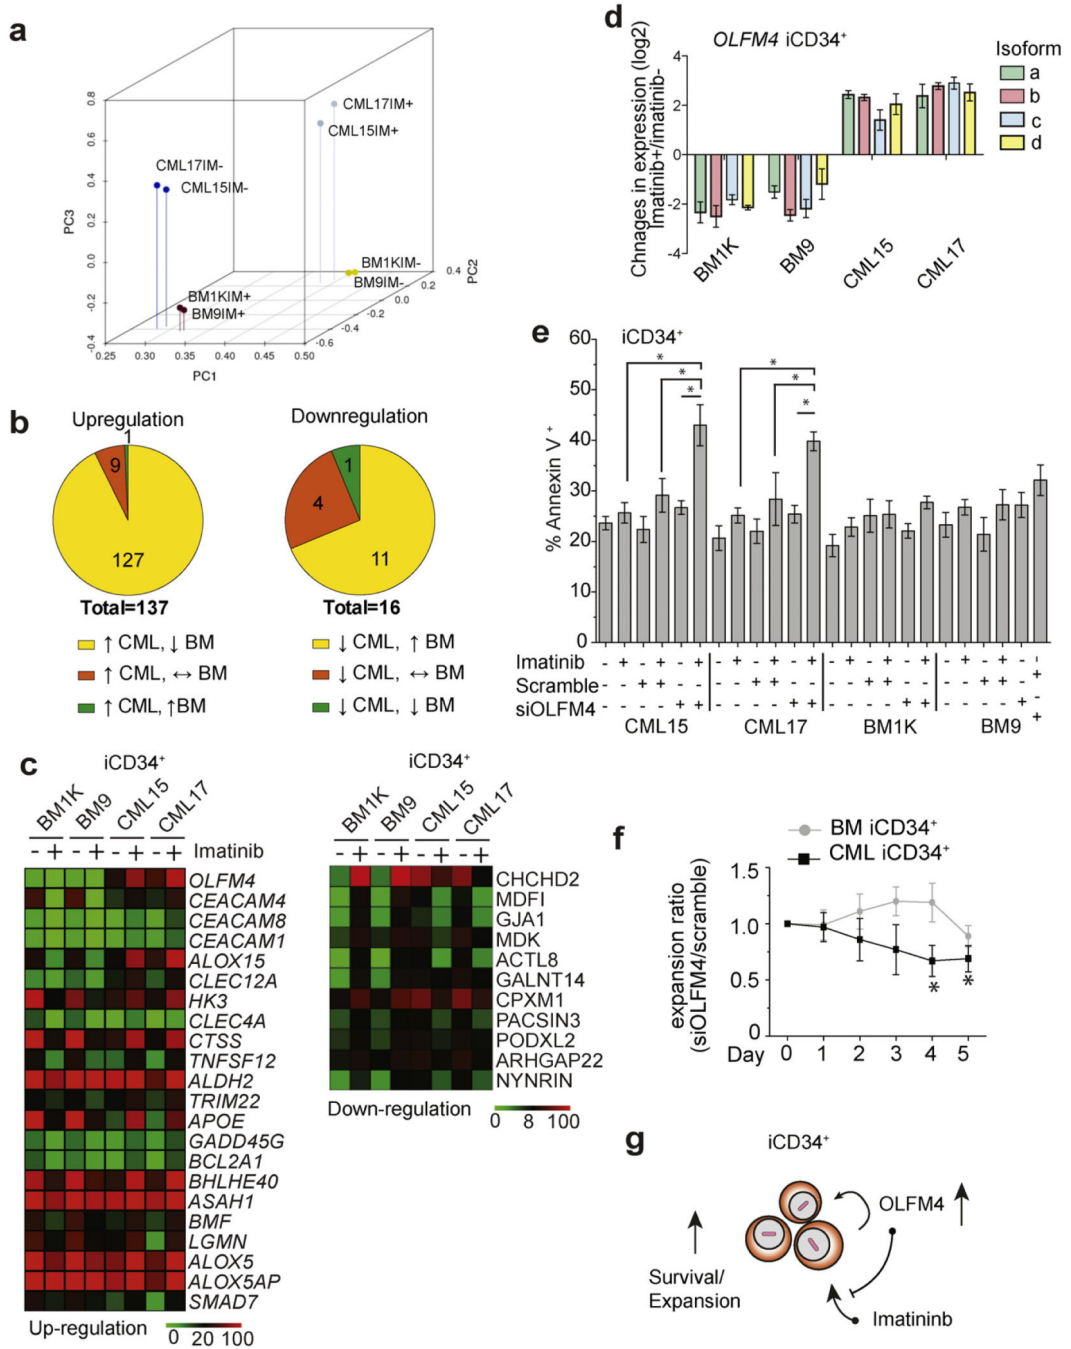 a
CML17IM+
CML15IM+
CML17IM-
CML15IM-
BM1KIM-
BM9IM-
BM1KIM+
BM9IM+
0.8
0.6
0.4
0.2
0.0
-0.2
-0.4
PC3
0.25 0.30 0.35 0.40 0.45 0.50
PC1
-0.6
-0.4
-0.2
0.0
0.2
0.4
PC2
b
Upregulation
1
9
127
Total=137
↑ CML, ↓ BM
↑ CML, ↔ BM
↑ CML, ↑BM
Downregulation
1
4
11
Total=16
↓ CML, ↑ BM
↓ CML, ↔ BM
↓ CML, ↓ BM
c
iCD34+
BM1K BM9 CML15 CML17
- + - + - + - + Imatinib
OLFM4
CEACAM4
CEACAM8
CEACAM1
ALOX15
CLEC12A
HK3
CLEC4A
CTSS
TNFSF12
ALDH2
TRIM22
APOE
GADD45G
BCL2A1
BHLHE40
ASAH1
BMF
LGMN
ALOX5
ALOX5AP
SMAD7
Up-regulation
0 20 100
iCD34+
BM1K BM9 CML15 CML17
- + - + - + - +
CHCHD2
MDFI
GJA1
MDK
ACTL8
GALNT14
CPXM1
PACSIN3
PODXL2
ARHGAP22
NYNRIN
Down-regulation
0 8 100
d
OLFM4 iCD34+
Chnages in expression (log2)
Imatinib+/imatinib-
4
2
0
-2
-4
BM1K BM9 CML15 CML17
Isoform
a
b
c
d
e
iCD34+
% Annexin V +
60
50
40
30
20
10
0
* * *
* * *
Imatinib - + - + - + - + - + - + - + - + - + - + - + - +
Scramble - - + + - - - - + + - - - - + + - - - - + + - -
siOLFM4 - - - - + + - - - - + + - - - - + + - - - - + +
CML15 CML17 BM1K BM9
f
BM iCD34+
CML iCD34+
expansion ratio
(siOLFM4/scramble)
1.5
1.0
0.5
0
* *
Day 0 1 2 3 4 5
g
iCD34+
OLFM4
Survival/
Expansion
Imatininb